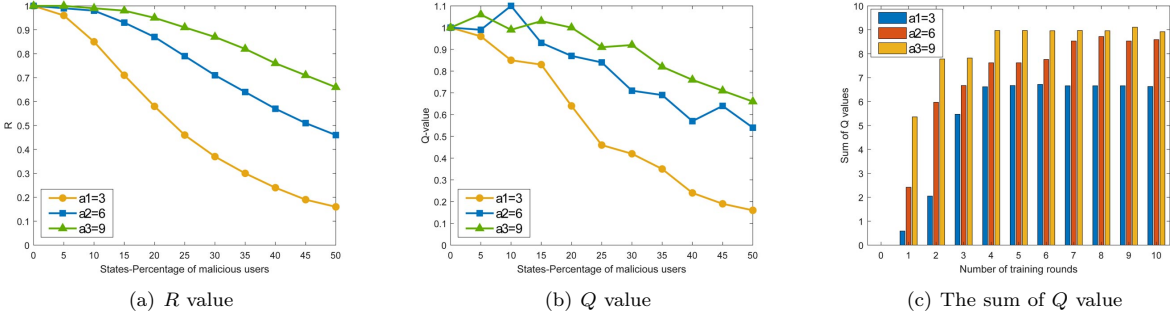 1
0.9
0.8
0.7
0.6
0.5
0.4
0.3
0.2
0.1
0
R
a1=3
a2=6
a3=9
0 5 10 15 20 25 30 35 40 45 50
States-Percentage of malicious users
(a) R value
1.1
1
0.9
0.8
0.7
0.6
0.5
0.4
0.3
0.2
0.1
0
Q-value
a1=3
a2=6
a3=9
0 5 10 15 20 25 30 35 40 45 50
States-Percentage of malicious users
(b) Q value
10
9
8
7
6
5
4
3
2
1
0
Sum of Q values
a1=3
a2=6
a3=9
0 1 2 3 4 5 6 7 8 9 10
Number of training rounds
(c) The sum of Q value